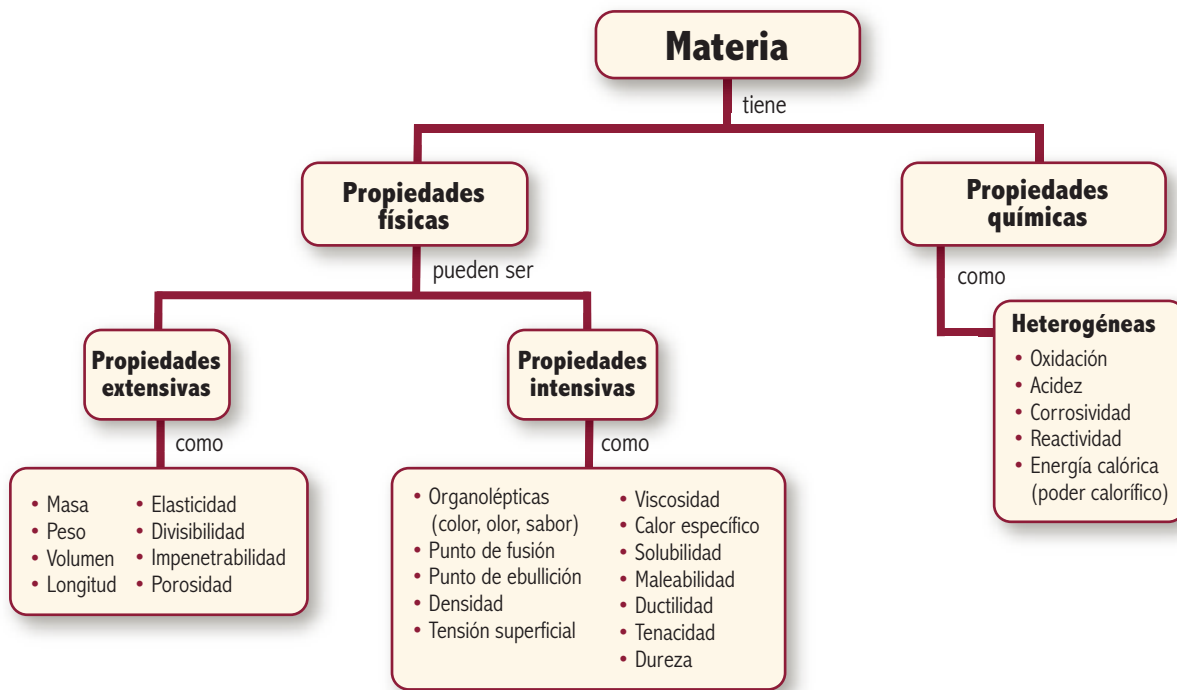 Materia
tiene
Propiedades
físicas
Propiedades
químicas
pueden ser
como
Heterogéneas
• Oxidación
• Acidez
• Corrosividad
• Reactividad
• Energía calórica
(poder calorífico)
Propiedades
extensivas
Propiedades
intensivas
como
como
• Masa
• Peso
• Volumen
• Longitud
• Elasticidad
• Divisibilidad
• Impenetrabilidad
• Porosidad
• Organolépticas
(color, olor, sabor)
• Punto de fusión
• Punto de ebullición
• Densidad
• Tensión superficial
• Viscosidad
• Calor específico
• Solubilidad
• Maleabilidad
• Ductilidad
• Tenacidad
• Dureza